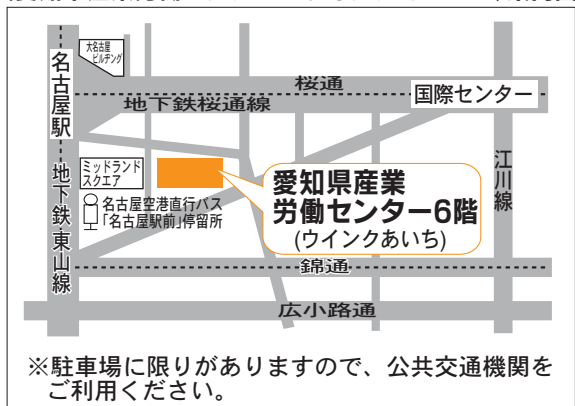 大名古屋
ビルヂング
名古屋駅
桜通
地下鉄桜通線
国際センター
ミッドランド
スクエア
愛知県産業
労働センター6階
(ウインクあいち)
江川線
名古屋空港直行バス
「名古屋駅前」停留所
地下鉄・東山線
錦通
広小路通
※駐車場に限りがありますので、公共交通機関を
ご利用ください。